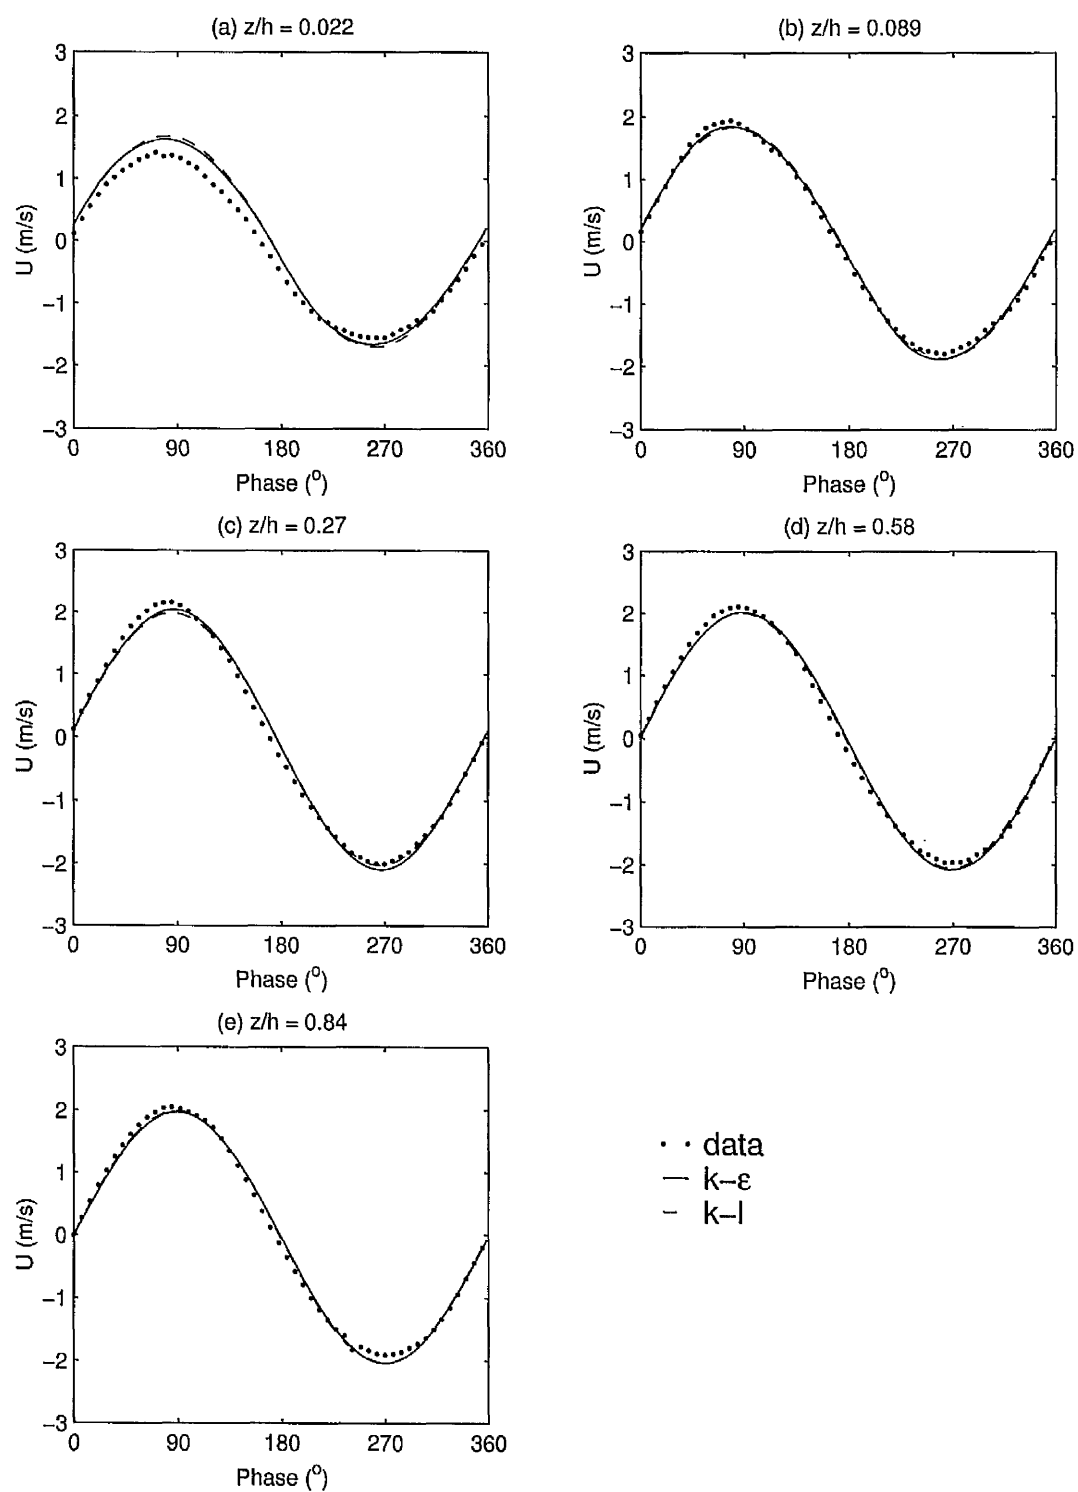 (a) z/h = 0.022
3
2
1
0
−1
−2
−3
U (m/s)
0 90 180 270 360
Phase (o)
(b) z/h = 0.089
3
2
1
0
−1
−2
−3
U (m/s)
0 90 180 270 360
Phase (o)
(c) z/h = 0.27
3
2
1
0
−1
−2
−3
U (m/s)
0 90 180 270 360
Phase (o)
(d) z/h = 0.58
3
2
1
0
−1
−2
−3
U (m/s)
0 90 180 270 360
Phase (o)
(e) z/h = 0.84
3
2
1
0
−1
−2
−3
U (m/s)
0 90 180 270 360
Phase (o)
data
k−ε
k−l